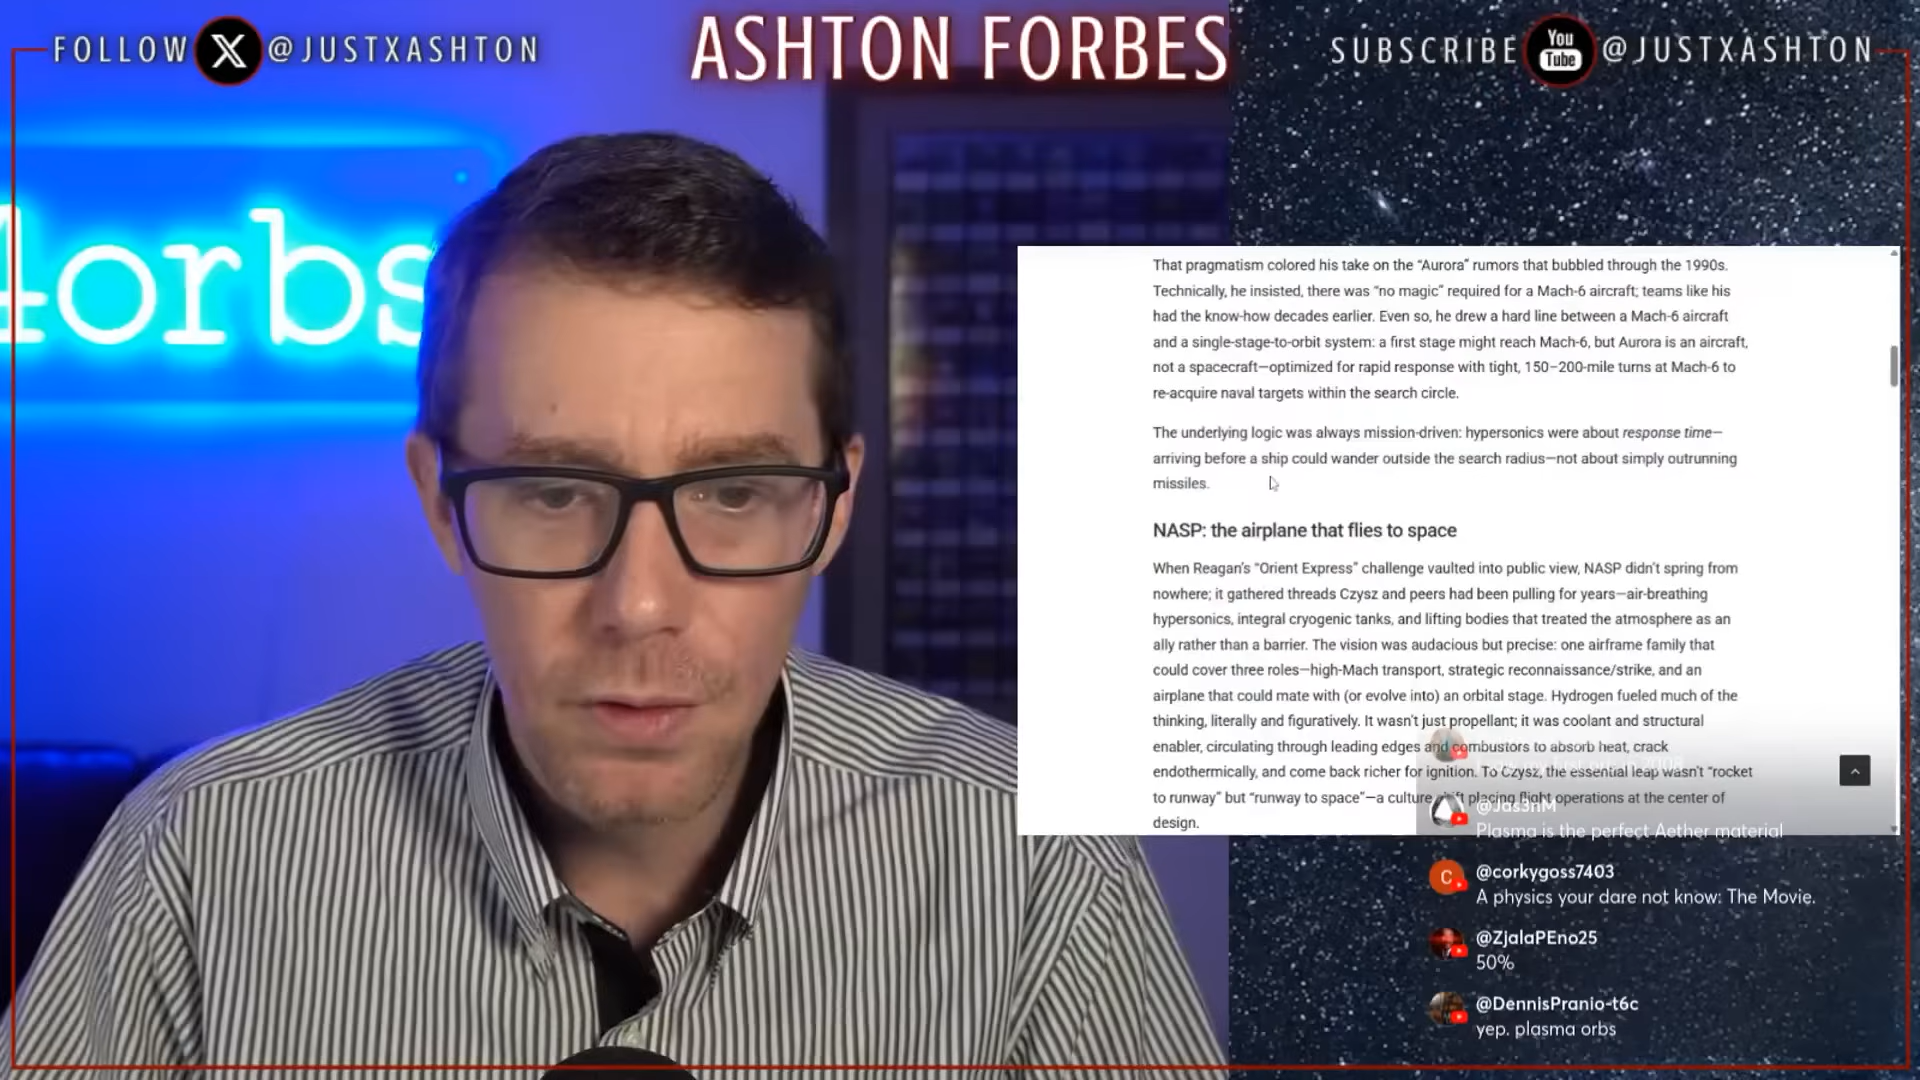 FOLLOW X @JUSTXASHTON
ASHTON FORBES
SUBSCRIBE You Tube @JUSTXASHTON
4orbs
That pragmatism colored his take on the “Aurora” rumors that bubbled through the 1990s.
Technically, he insisted, there was “no magic” required for a Mach-6 aircraft; teams like his
had the know-how decades earlier. Even so, he drew a hard line between a Mach-6 aircraft
and a single-stage-to-orbit system: a first stage might reach Mach-6, but Aurora is an aircraft,
not a spacecraft—optimized for rapid response with tight, 150–200-mile turns at Mach-6 to
re-acquire naval targets within the search circle.
The underlying logic was always mission-driven: hypersonics were about response time—
arriving before a ship could wander outside the search radius—not about simply outrunning
missiles.
NASP: the airplane that flies to space
When Reagan’s “Orient Express” challenge vaulted into public view, NASP didn’t spring from
nowhere; it gathered threads Czysz and peers had been pulling for years—air-breathing
hypersonics, integral cryogenic tanks, and lifting bodies that treated the atmosphere as an
ally rather than a barrier. The vision was audacious but precise: one airframe family that
could cover three roles—high-Mach transport, strategic reconnaissance/strike, and an
airplane that could mate with (or evolve into) an orbital stage. Hydrogen fueled much of the
thinking, literally and figuratively. It wasn’t just propellant; it was coolant and structural
enabler, circulating through leading edges and combustors to absorb heat, crack
endothermically, and come back richer for ignition. To Czysz, the essential leap wasn’t “rocket
to runway” but “runway to space”—a culture shift placing flight operations at the center of
design.
@Jas3nM
Plasma is the perfect Aether material
C
@corkygoss7403
A physics your dare not know: The Movie.
@ZjalaPEno25
50%
@DennisPranio-t6c
yep. plasma orbs